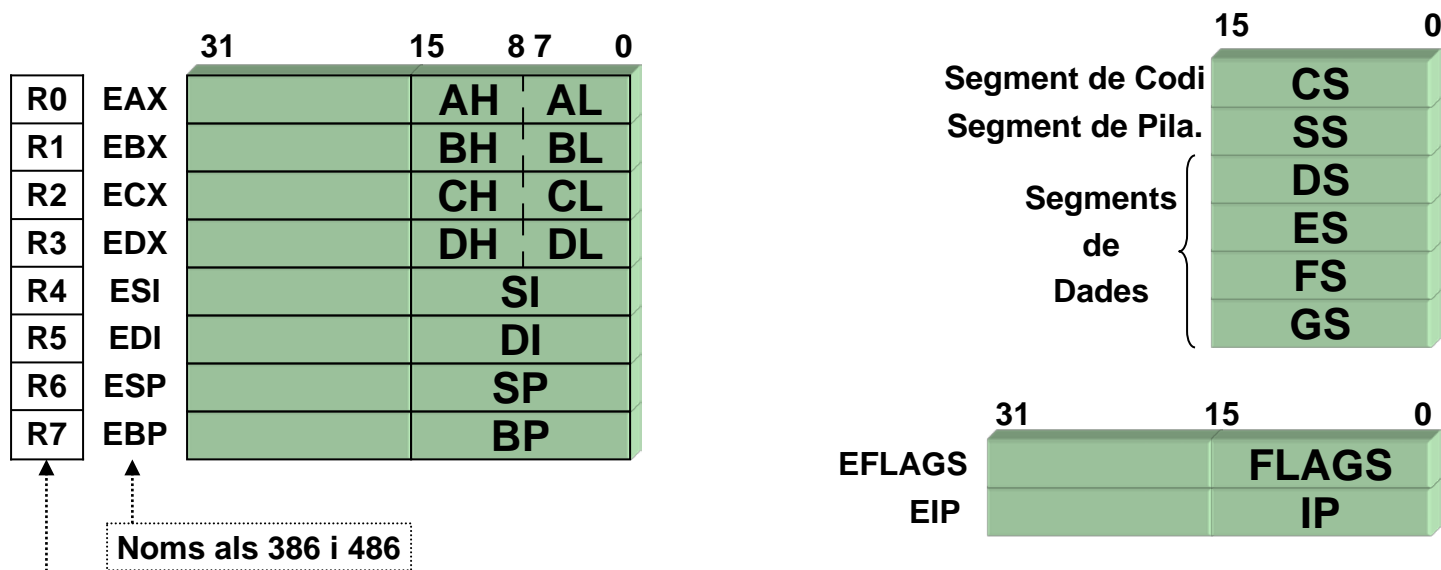 31 15 8 7 0
R0 EAX AH AL
R1 EBX BH BL
R2 ECX CH CL
R3 EDX DH DL
R4 ESI SI
R5 EDI DI
R6 ESP SP
R7 EBP BP
Noms als 386 i 486
15 0
Segment de Codi CS
Segment de Pila. SS
Segments
de
Dades
DS
ES
FS
GS
31 15 0
EFLAGS FLAGS
EIP IP